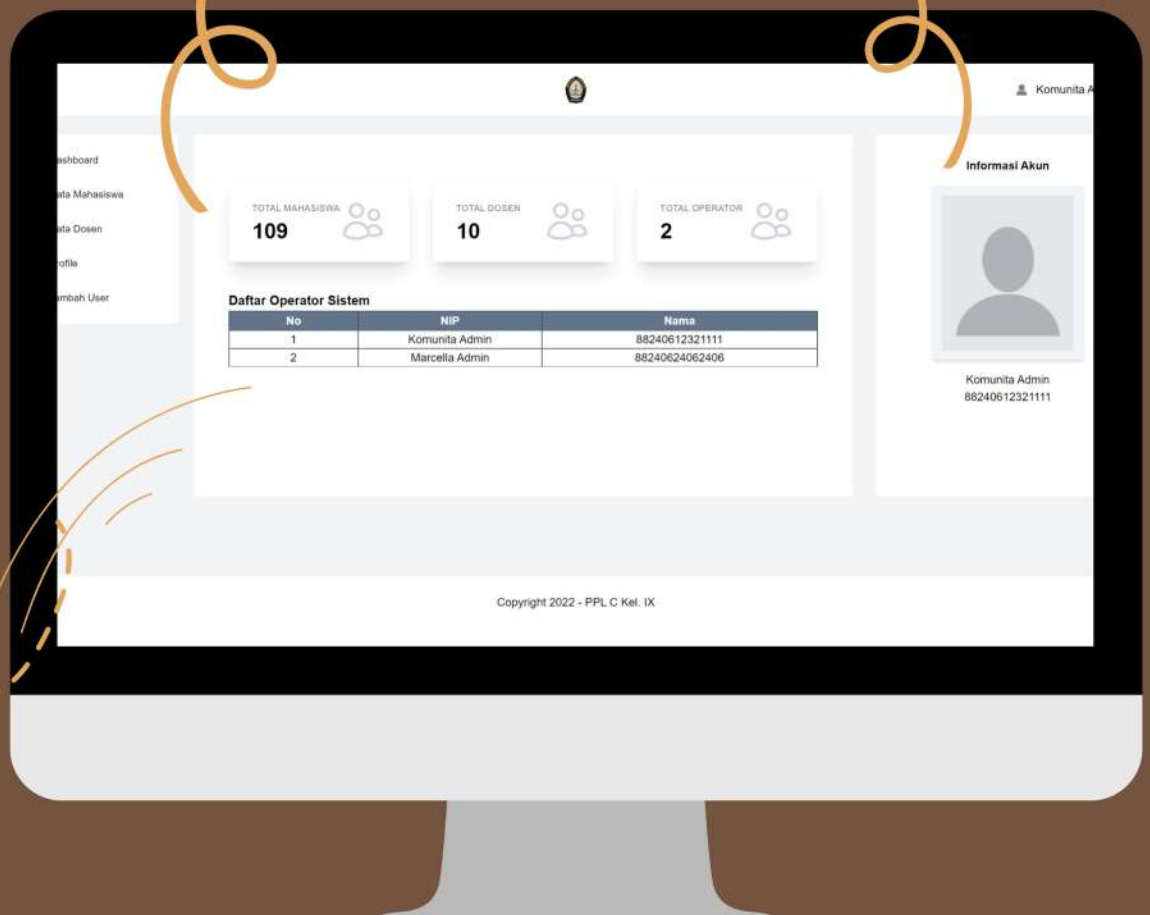 Komunita A
ashboard
ata Mahasiswa
ata Dosen
rofile
ambah User
TOTAL MAHASISWA
109
TOTAL DOSEN
10
TOTAL OPERATOR
2
Daftar Operator Sistem
No NIP Nama
1 Komunita Admin 88240612321111
2 Marcella Admin 88240624062406
Informasi Akun
Komunita Admin
88240612321111
Copyright 2022 - PPL C Kel. IX